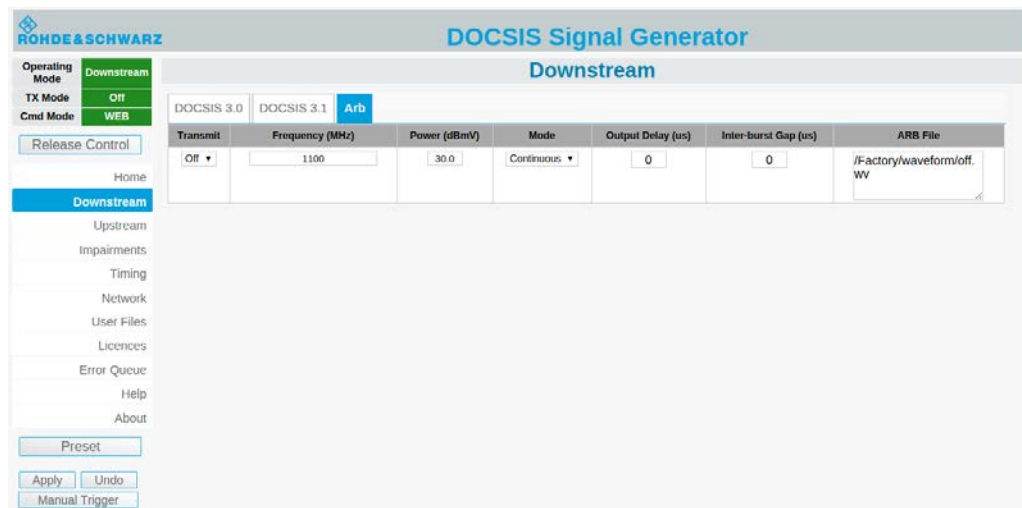 ROHDE&SCHWARZ
DOCSIS Signal Generator
Operating Mode
Downstream
TX Mode
Off
Cmd Mode
WEB
Release Control
Home
Downstream
Upstream
Impairments
Timing
Network
User Files
Licences
Error Queue
Help
About
Preset
Apply
Undo
Manual Trigger
Downstream
DOCSIS 3.0
DOCSIS 3.1
Arb
Transmit
Frequency (MHz)
Power (dBmV)
Mode
Output Delay (us)
Inter-burst Gap (us)
ARB File
Off
1100
30.0
Continuous
0
0
/Factory/waveform/off.
wv